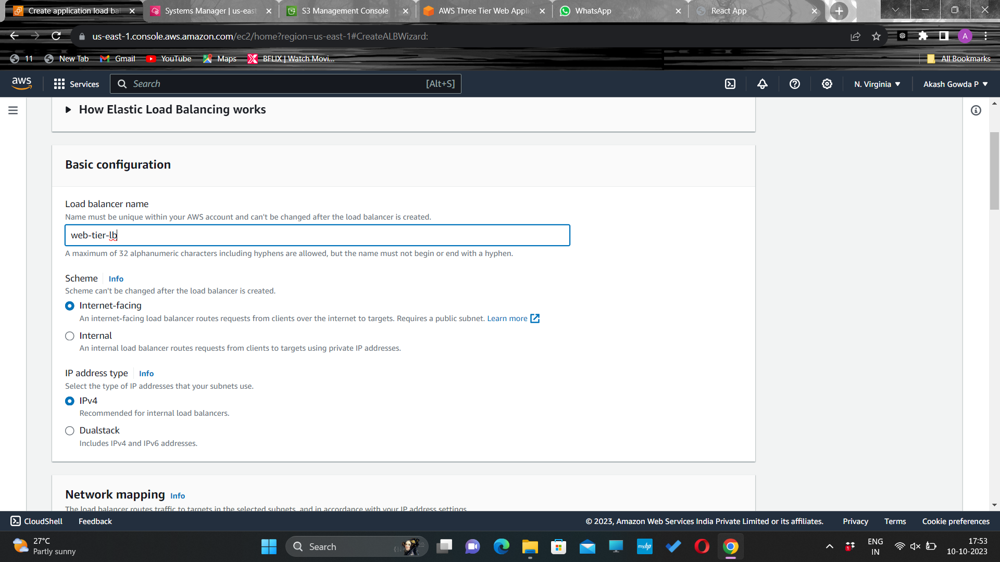 Create application load ba
Systems Manager | us-east
S3 Management Console
AWS Three Tier Web Applic
WhatsApp
React App
us-east-1.console.aws.amazon.com/ec2/home?region=us-east-1#CreateALBWizard:
A
11
New Tab
Gmail
YouTube
Maps
BFLIX | Watch Movi...
All Bookmarks
aws
Services
Search
[Alt+S]
N. Virginia
Akash Gowda P
How Elastic Load Balancing works
Basic configuration
Load balancer name
Name must be unique within your AWS account and can't be changed after the load balancer is created.
web-tier-lb
A maximum of 32 alphanumeric characters including hyphens are allowed, but the name must not begin or end with a hyphen.
Scheme Info
Scheme can't be changed after the load balancer is created.
Internet-facing
An internet-facing load balancer routes requests from clients over the internet to targets. Requires a public subnet. Learn more
Internal
An internal load balancer routes requests from clients to targets using private IP addresses.
IP address type Info
Select the type of IP addresses that your subnets use.
IPv4
Recommended for internal load balancers.
Dualstack
Includes IPv4 and IPv6 addresses.
Network mapping Info
The load balancer routes traffic to targets in the selected subnets, and in accordance with your IP address settings.
CloudShell
Feedback
© 2023, Amazon Web Services India Private Limited or its affiliates.
Privacy
Terms
Cookie preferences
27°C
Partly sunny
Search
myhp
1
ENG
IN
17:53
10-10-2023